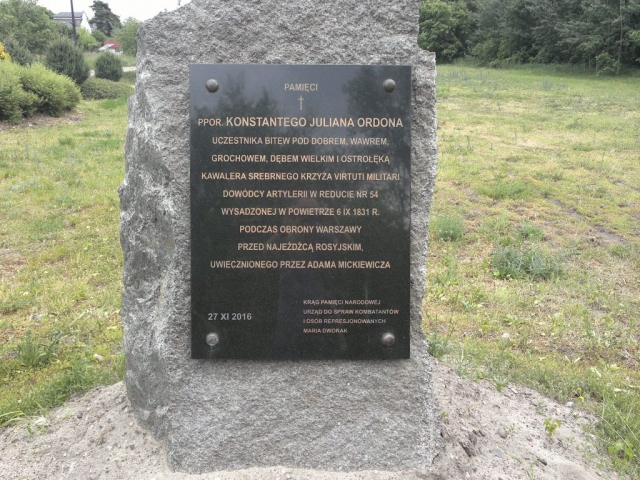 PAMIĘCI
†
PPOR. KONSTANTEGO JULIANA ORDONA
UCZESTNIKA BITEW POD DOBREM, WAWREM,
GROCHOWEM, DĘBEM WIELKIM I OSTROŁĘKĄ
KAWALERA SREBRNEGO KRZYŻA VIRTUTI MILITARI
DOWÓDCY ARTYLERII W REDUCIE NR 54
WYSADZONEJ W POWIETRZE 6 IX 1831 R.
PODCZAS OBRONY WARSZAWY
PRZED NAJEŹDŹCĄ ROSYJSKIM,
UWIECZNIONEGO PRZEZ ADAMA MICKIEWICZA
27 XI 2016
KRĄG PAMIĘCI NARODOWEJ
URZĄD DO SPRAW KOMBATANTÓW
I OSÓB REPRESJONOWANYCH
MARIA DWORAK